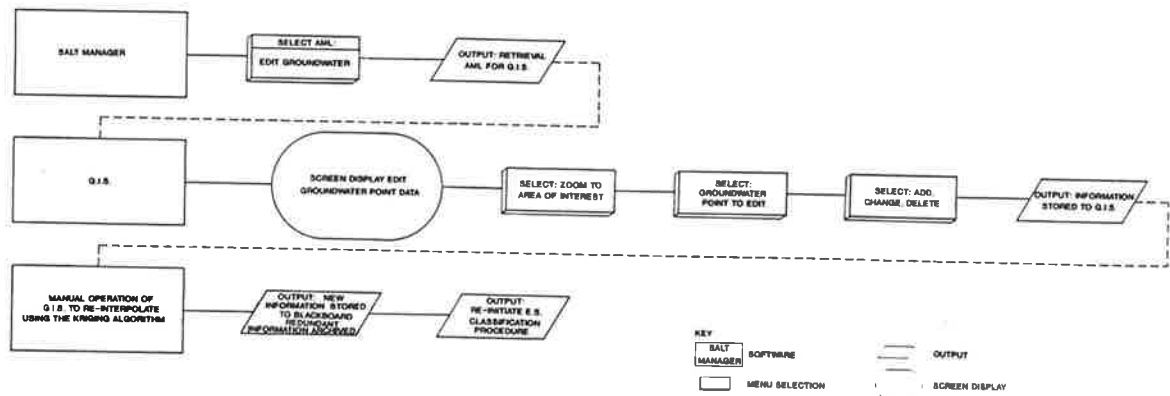 SALT MANAGER
SELECT AML:
EDIT GROUNDWATER
OUTPUT: RETRIEVAL
AML FOR G.I.S.
G.I.S.
SCREEN DISPLAY EDIT
GROUNDWATER POINT DATA
SELECT: ZOOM TO
AREA OF INTEREST
SELECT:
GROUNDWATER
POINT TO EDIT
SELECT: ADD,
CHANGE, DELETE
OUTPUT: INFORMATION
STORED TO G.I.S.
MANUAL OPERATION OF
G.I.S. TO RE-INTERPOLATE
USING THE KRIGING ALGORITHM
OUTPUT: NEW
INFORMATION STORED
TO BLACKBOARD
REDUNDANT
INFORMATION ARCHIVED
OUTPUT:
RE-INITIATE E.S.
CLASSIFICATION
PROCEDURE
KEY
SALT
MANAGER
SOFTWARE
OUTPUT
MENU SELECTION
SCREEN DISPLAY